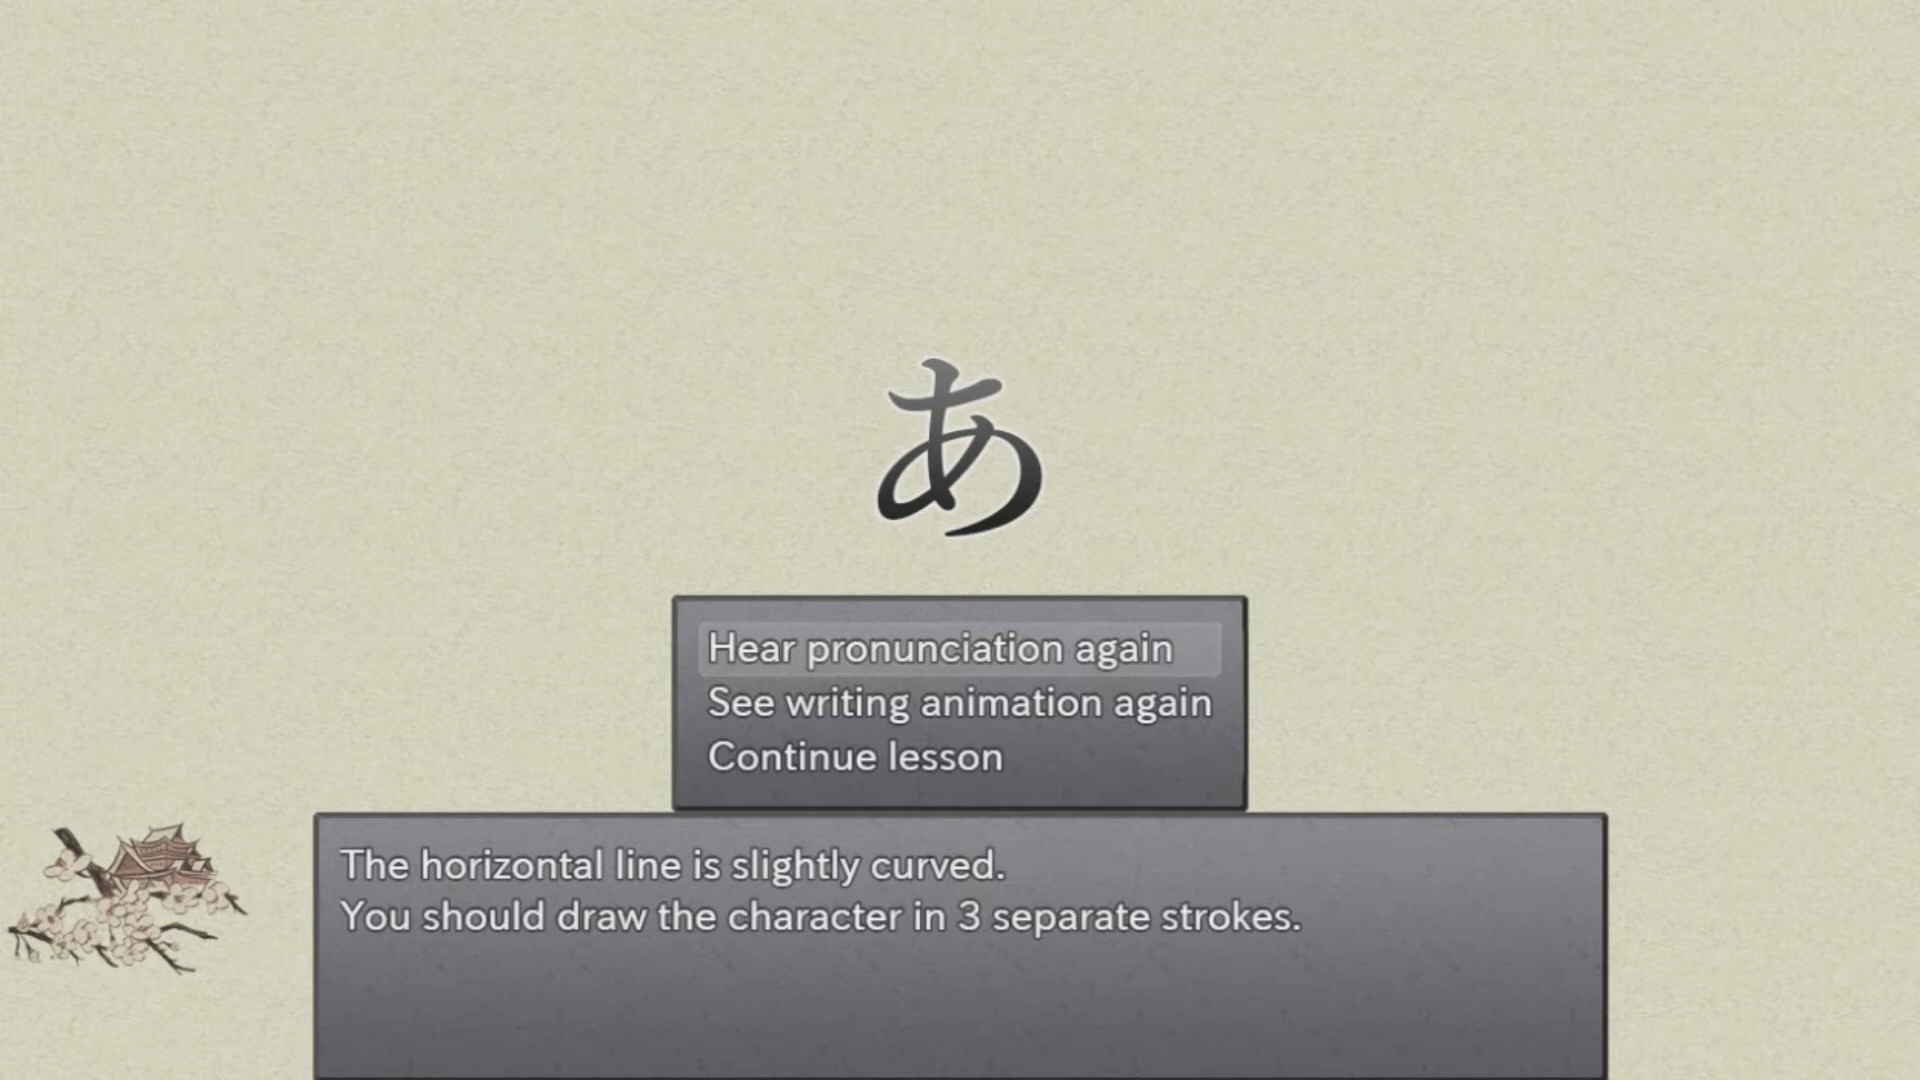 あ
Hear pronunciation again
See writing animation again
Continue lesson
The horizontal line is slightly curved.
You should draw the character in 3 separate strokes.